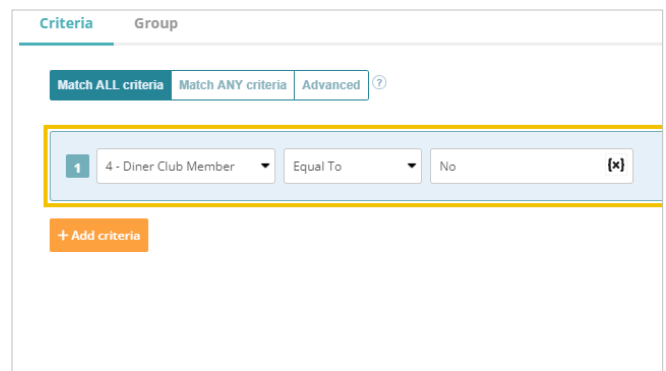 Criteria Group
Match ALL criteria Match ANY criteria Advanced ?
1 4 - Diner Club Member Equal To No {x}
+ Add criteria